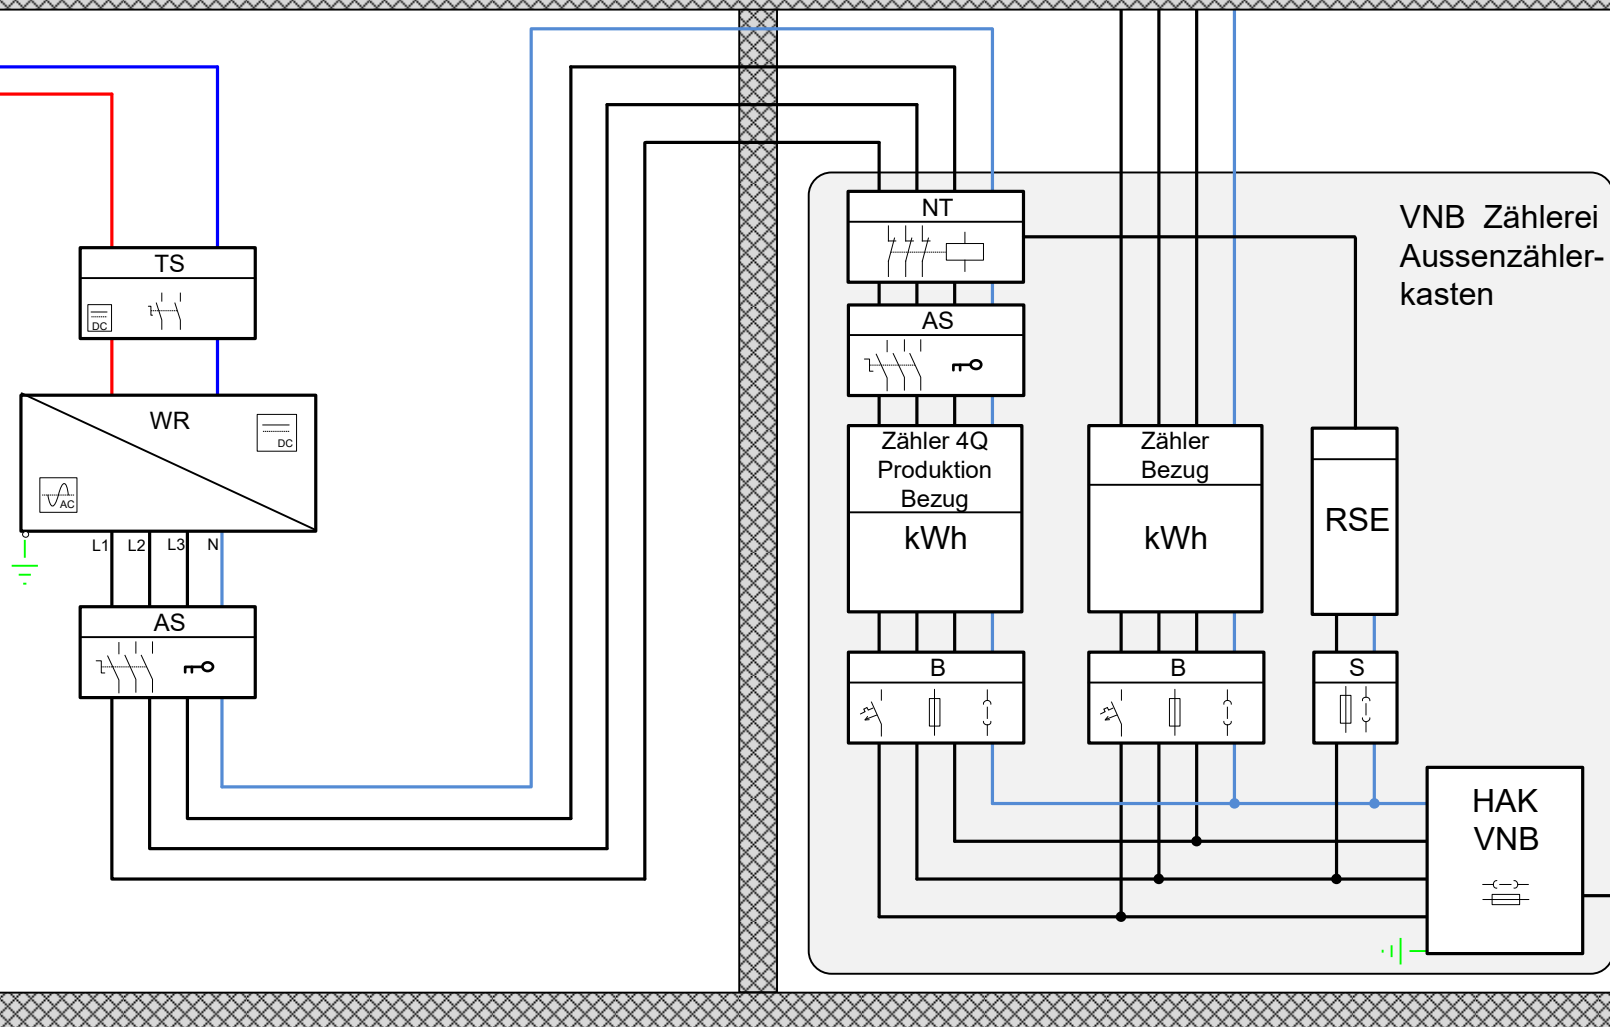 NT
VNB Zählerei
Aussenzähler-
kasten
TS
DC
AS
WR
DC
AC
Zähler 4Q
Produktion
Bezug
kWh
Zähler
Bezug
kWh
RSE
L1
L2
L3
N
AS
B
B
S
HAK
VNB